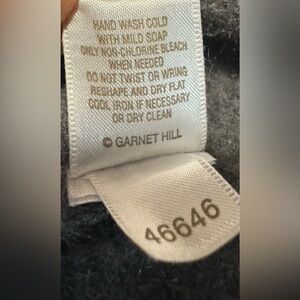 HAND WASH COLD
WITH MILD SOAP
ONLY NON-CHLORINE BLEACH
WHEN NEEDED
DO NOT TWIST OR WRING
RESHAPE AND DRY FLAT
COOL IRON IF NECESSARY
OR DRY CLEAN
© GARNET HILL
46646